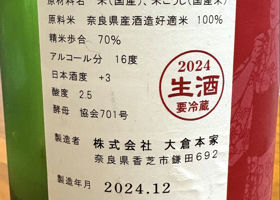 原材料名 米(国産)、米こうじ(国産米)
原料米 奈良県産酒造好適米 100%
精米歩合 70%
アルコール分 16度
日本酒度 +3
酸度 2.5
酵母 協会701号
2024
生酒
要冷蔵
製造者 株式会社 大倉本家
奈良県香芝市鎌田692
製造年月 2024.12